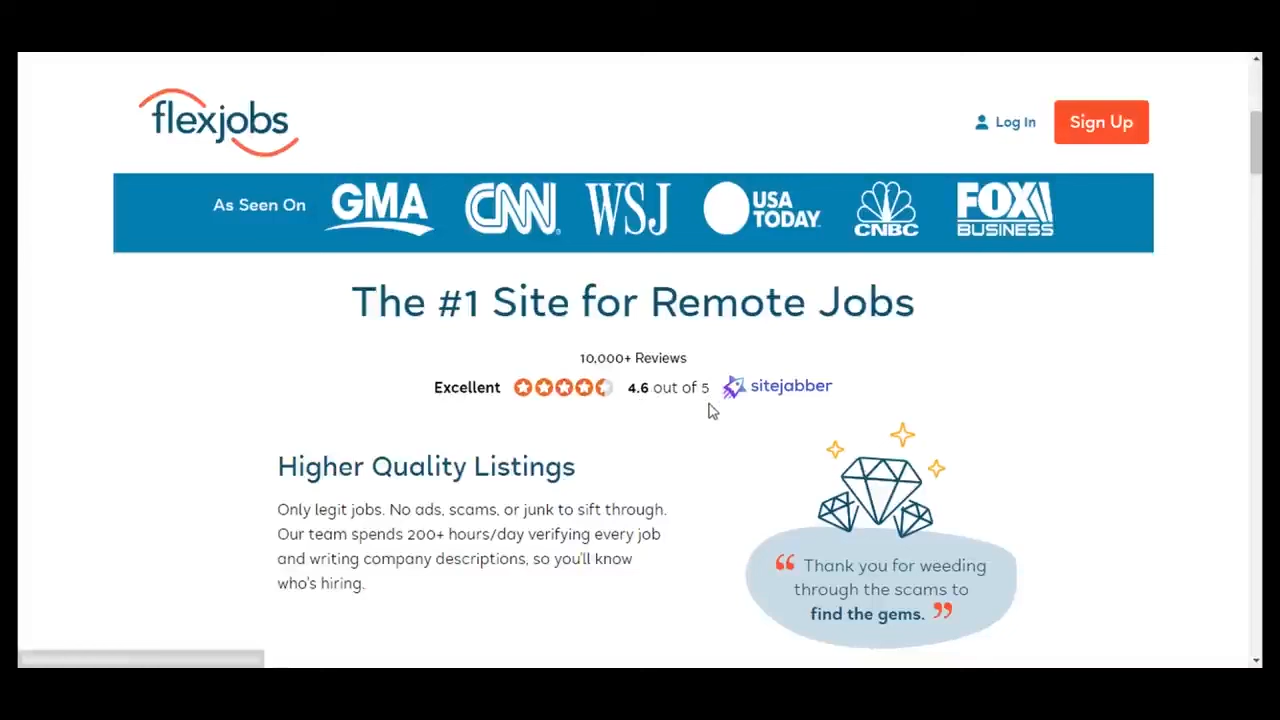 flexjobs
Log In
Sign Up
As Seen On
GMA
CNN
WSJ
USA TODAY
CNBC
FOX BUSINESS
The #1 Site for Remote Jobs
10,000+ Reviews
Excellent 4.6 out of 5 sitejabber
Higher Quality Listings
Only legit jobs. No ads, scams, or junk to sift through.
Our team spends 200+ hours/day verifying every job
and writing company descriptions, so you'll know
who's hiring.
“ Thank you for weeding
through the scams to
find the gems. ”